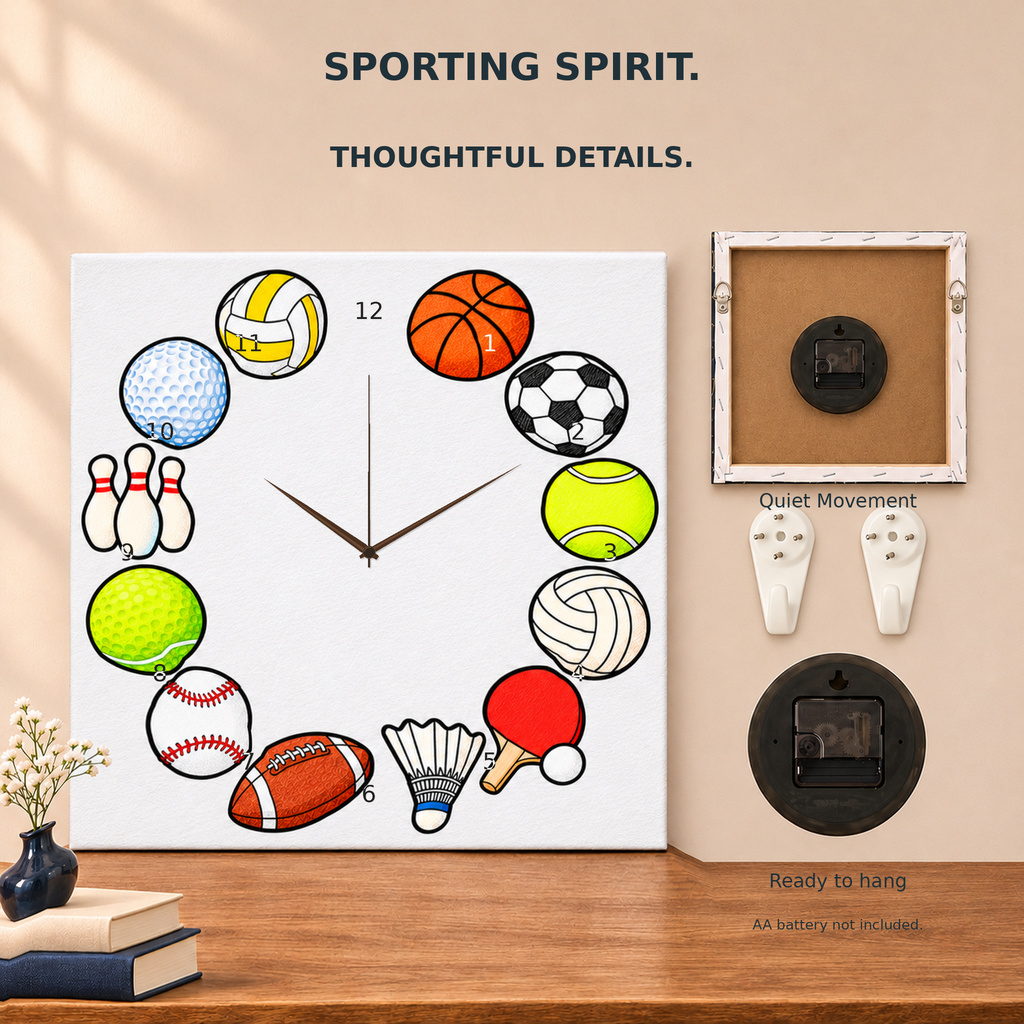 SPORTING SPIRIT.
THOUGHTFUL DETAILS.
12
11
1
10
2
9
3
8
4
7
5
6
Quiet Movement
Ready to hang
AA battery not included.